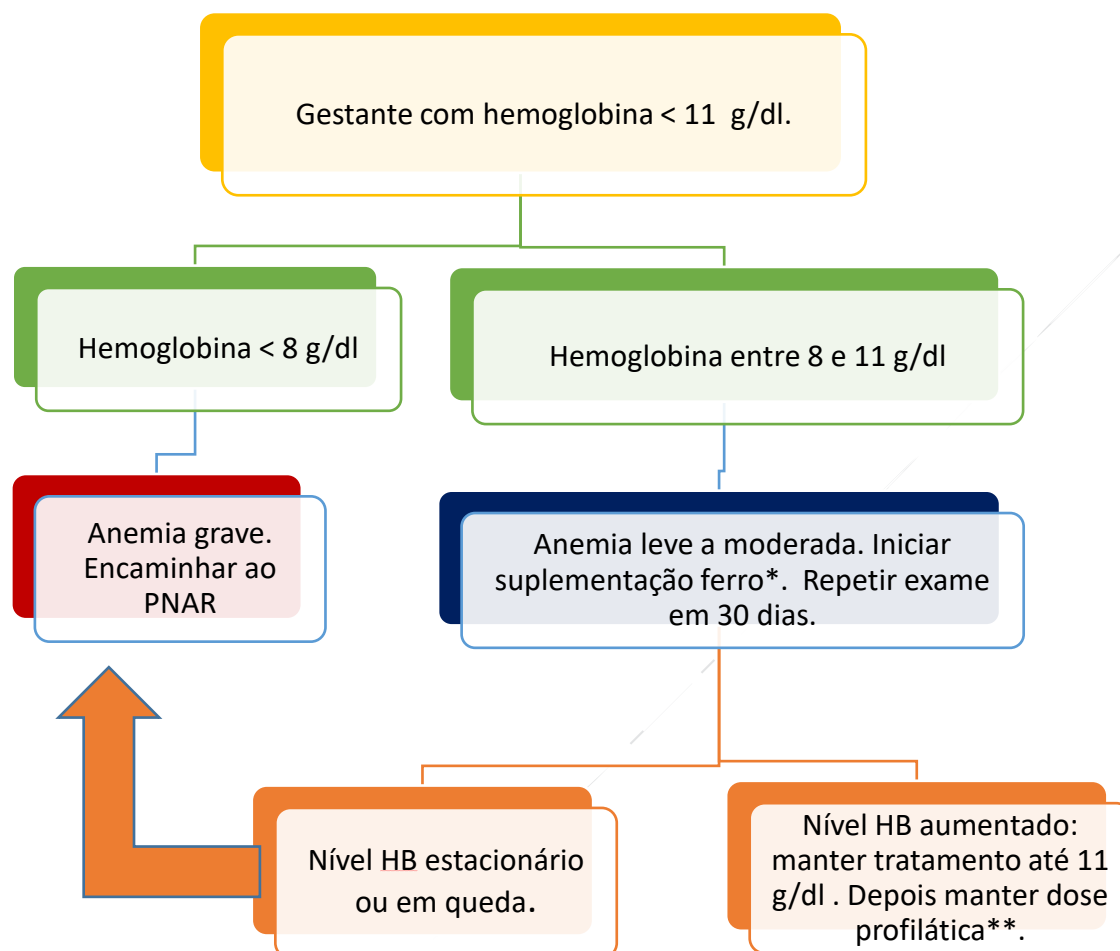 Gestante com hemoglobina < 11 g/dl.
Hemoglobina < 8 g/dl
Hemoglobina entre 8 e 11 g/dl
Anemia grave.
Encaminhar ao
PNAR
Anemia leve a moderada. Iniciar
suplementação ferro*. Repetir exame
em 30 dias.
Nível HB estacionário
ou em queda.
Nível HB aumentado:
manter tratamento até 11
g/dl . Depois manter dose
profilática**.